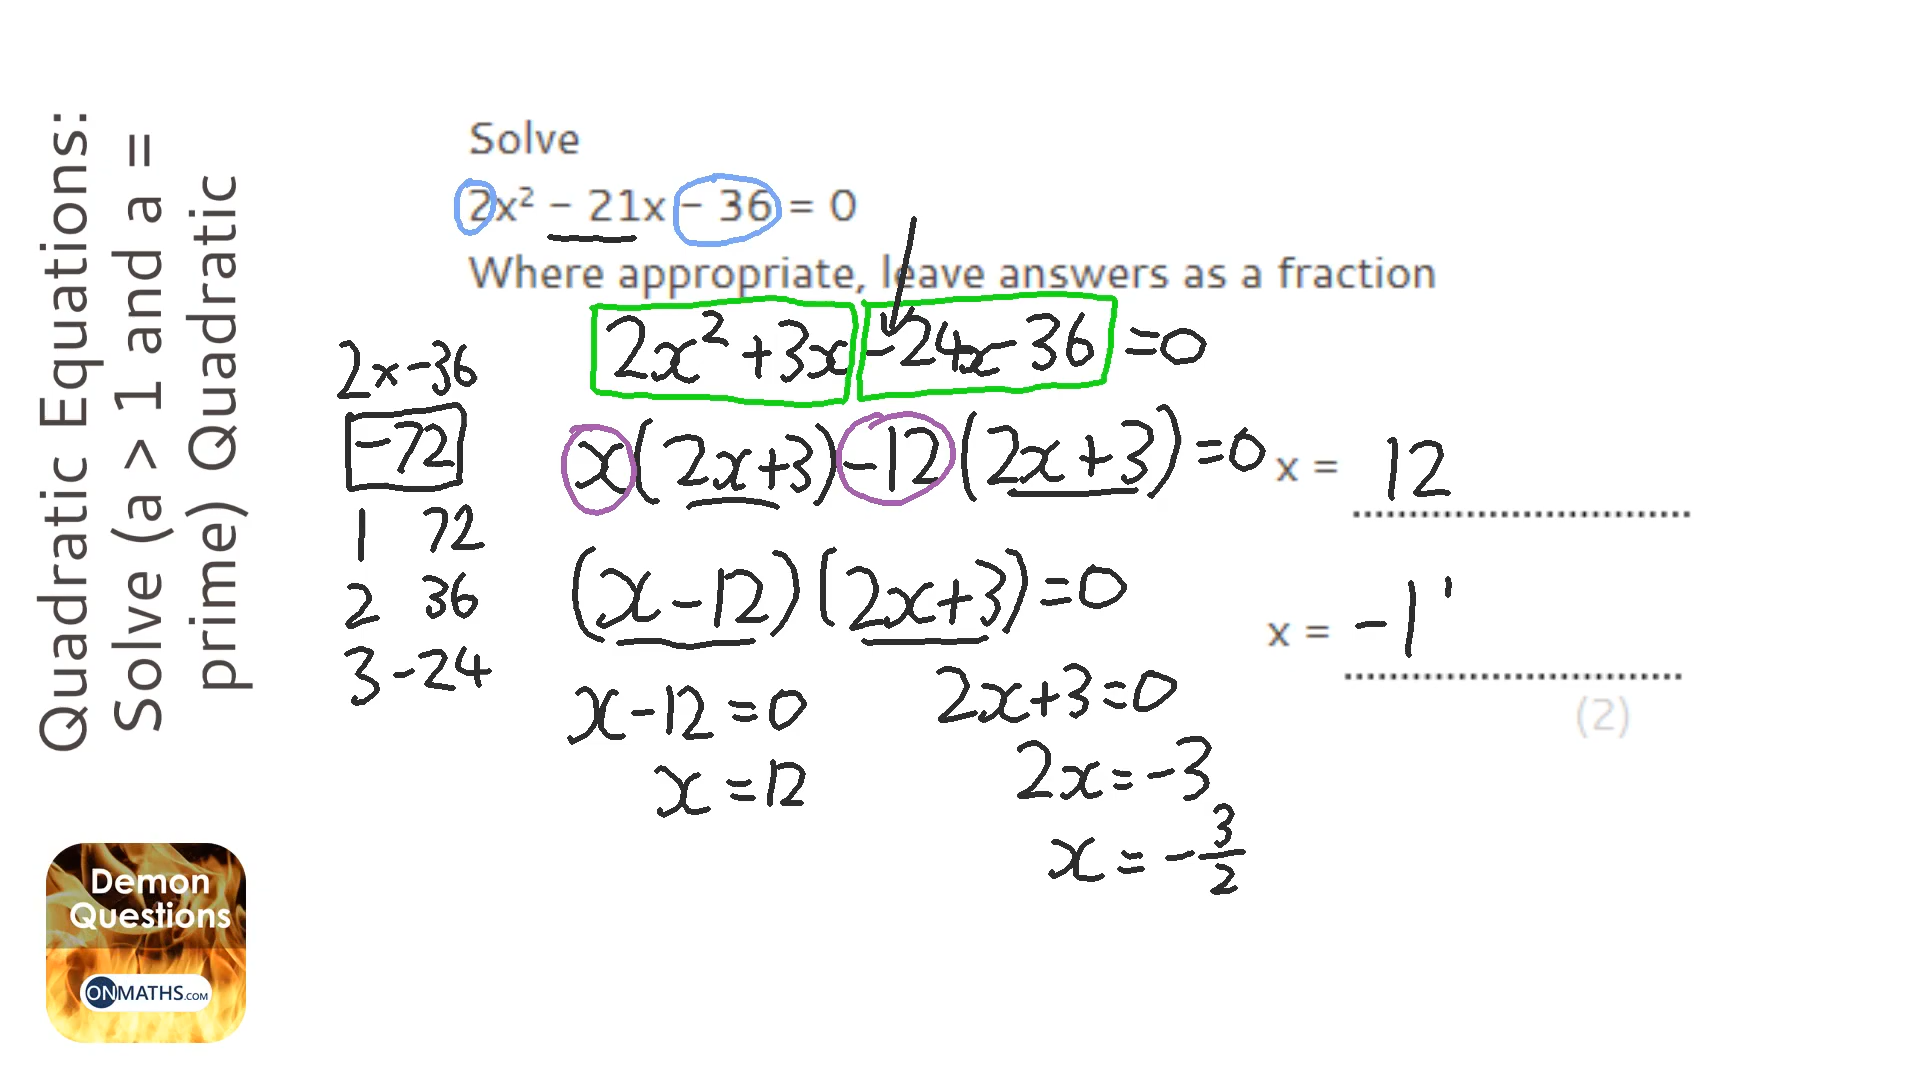 Quadratic Equations:
Solve (a > 1 and a =
prime) Quadratic
Solve
2x² - 21x - 36 = 0
Where appropriate, leave answers as a fraction
2x² +3x -24x -36 =0
2x-36
-72
1 72
2 36
3 -24
x(2x+3) -12(2x+3) =0
(x-12)(2x+3) =0
x-12 =0
x =12
2x+3=0
2x=-3
x = -3/2
x = 12
x = -1
(2)
Demon
Questions
ONMATHS.COM